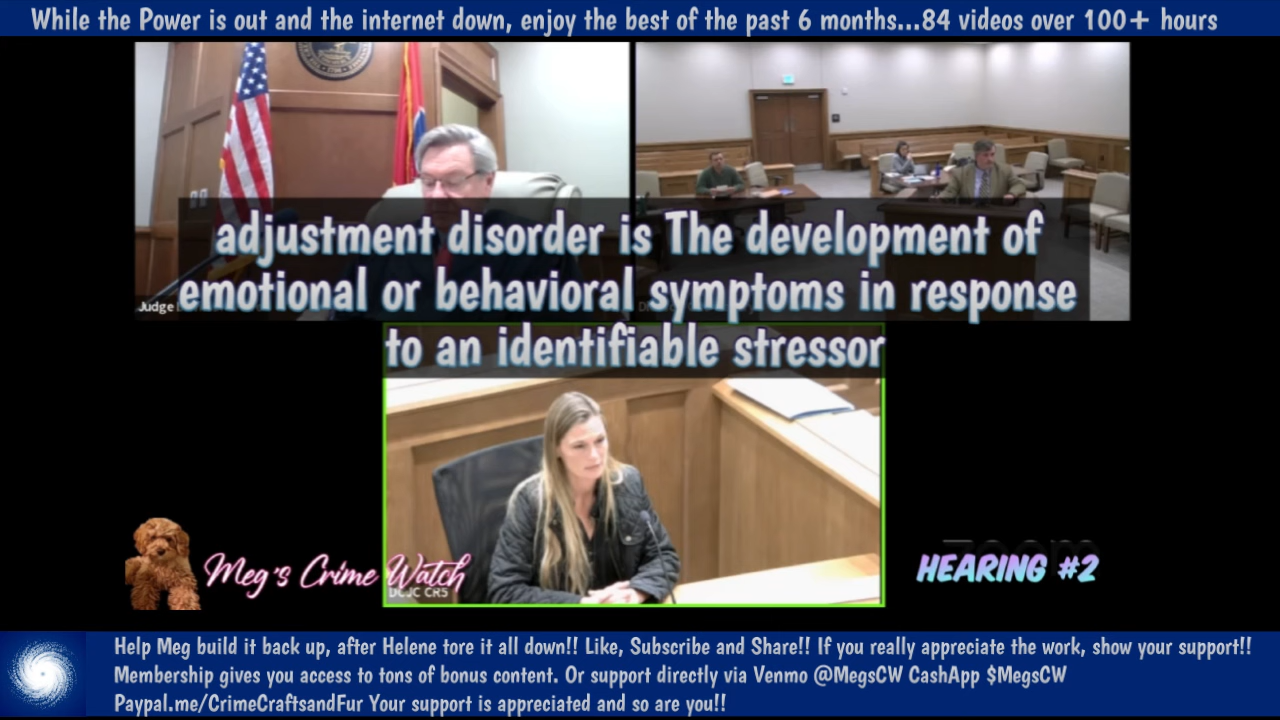 While the Power is out and the internet down, enjoy the best of the past 6 months...84 videos over 100+ hours
adjustment disorder is The development of
emotional or behavioral symptoms in response
to an identifiable stressor
Judge
Meg's Crime Watch
DCJC CR5
HEARING #2
Help Meg build it back up, after Helene tore it all down!! Like, Subscribe and Share!! If you really appreciate the work, show your support!!
Membership gives you access to tons of bonus content. Or support directly via Venmo @MegsCW CashApp $MegsCW
Paypal.me/CrimeCraftsandFur Your support is appreciated and so are you!!